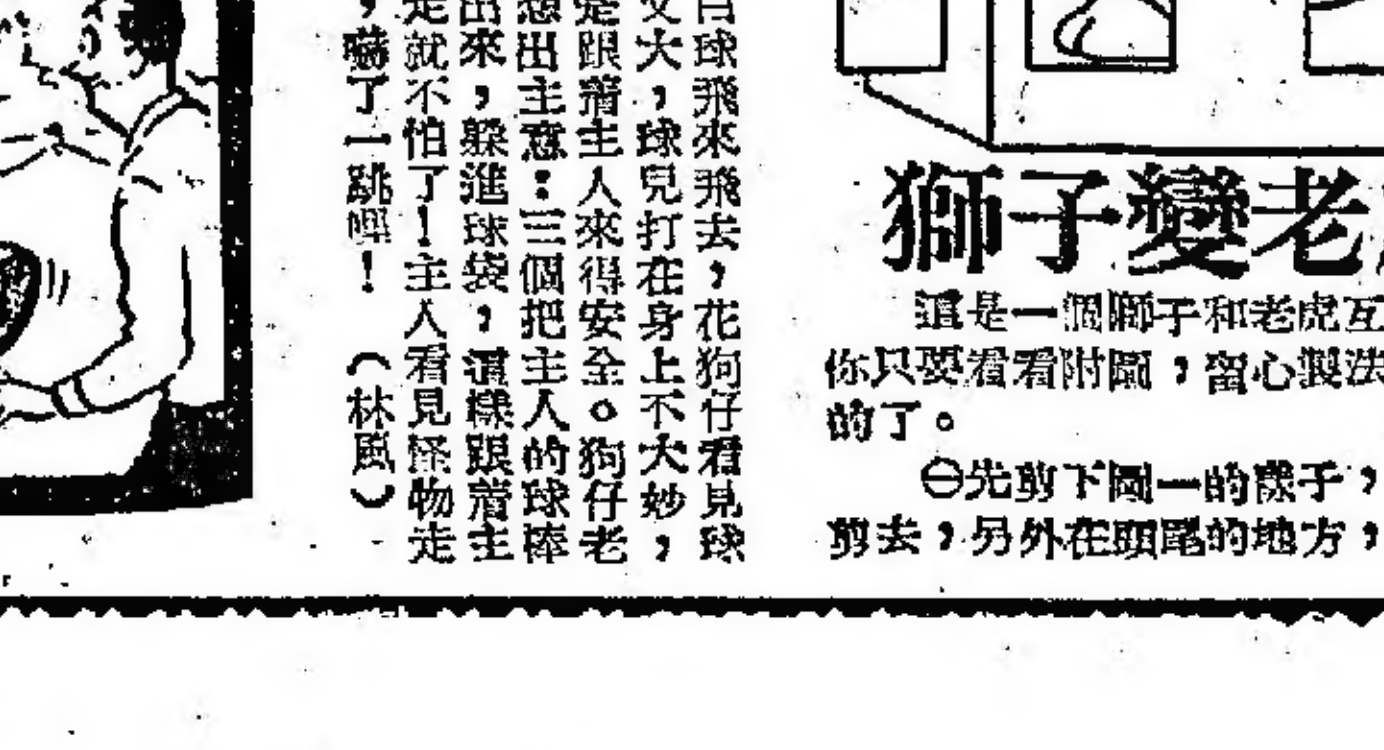 白球飛來飛去,花狗仔看見球
又大,球兒打在身上不大妙,
是跟着主人來得安全。狗仔老
想出主意:三個把主人的球棒
出來,躲進球袋,這樣跟着主
走就不怕了!主人看見怪物走
,嚇了一跳哩!(林風)
獅子變老
這是一個獅子和老虎互
你只要看看附圖,留心製法
的了。
㊀先剪下圖一的樣子,
剪去,另外在頭尾的地方,